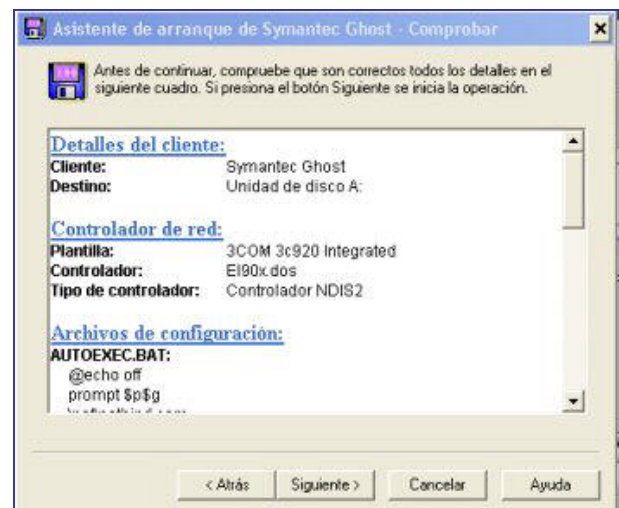 Asistente de arranque de Symantec Ghost - Comprobar
Antes de continuar, compruebe que son correctos todos los detalles en el
siguiente cuadro. Si presiona el botón Siguiente se inicia la operación.
Detalles del cliente:
Cliente: Symantec Ghost
Destino: Unidad de disco A:
Controlador de red:
Plantilla: 3COM 3c920 Integrated
Controlador: El90x.dos
Tipo de controlador: Controlador NDIS2
Archivos de configuración:
AUTOEXEC.BAT:
@echo off
prompt $p$g
< Atrás Siguiente > Cancelar Ayuda